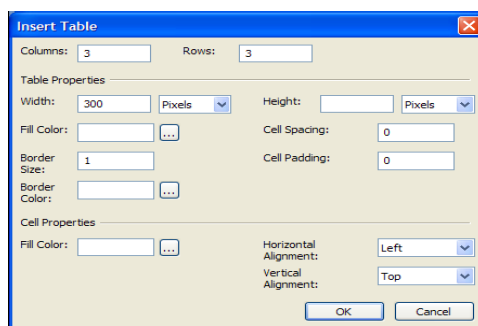 Insert Table
Columns: 3 Rows: 3
Table Properties
Width: 300 Pixels Height: Pixels
Fill Color: ... Cell Spacing: 0
Border Size: 1 Cell Padding: 0
Border Color: ...
Cell Properties
Fill Color: ... Horizontal Alignment: Left
Vertical Alignment: Top
OK Cancel